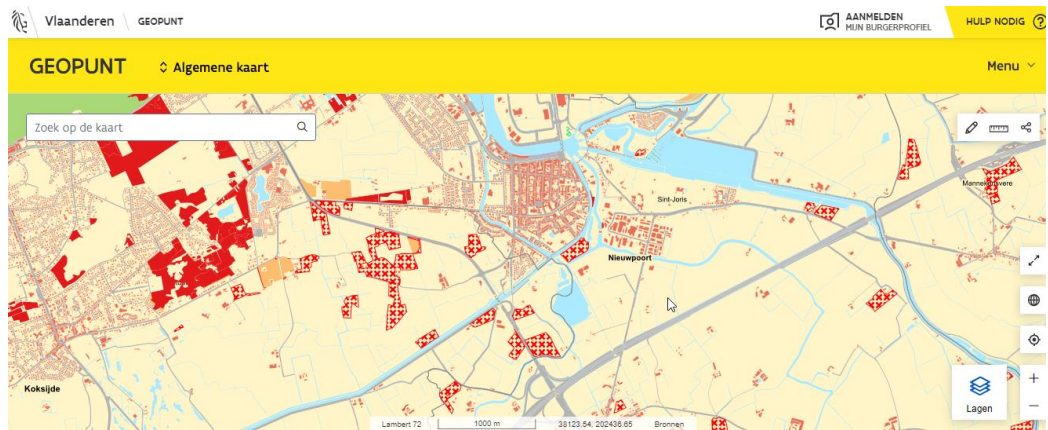 Vlaanderen
GEOPUNT
AANMELDEN
MIJN BURGERPROFIEL
HULP NODIG
GEOPUNT
Algemene kaart
Menu
Zoek op de kaart
Sint-Joris
Nieuwpoort
Koksijde
Lagen
Lambert 72
1000 m
38123.54, 202436.65
Bronnen